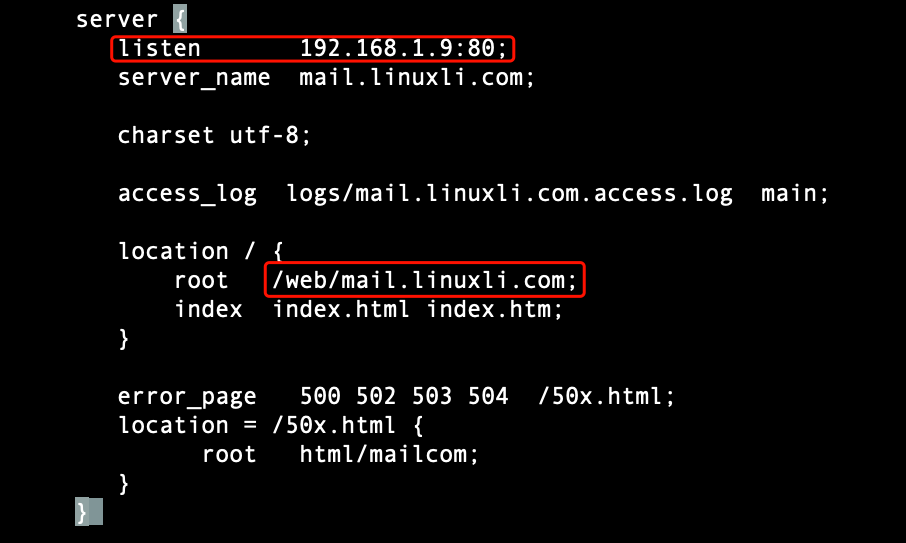 server {
listen 192.168.1.9:80;
server_name mail.linuxli.com;
charset utf-8;
access_log logs/mail.linuxli.com.access.log main;
location / {
root /web/mail.linuxli.com;
index index.html index.htm;
}
error_page 500 502 503 504 /50x.html;
location = /50x.html {
root html/mailcom;
}
}